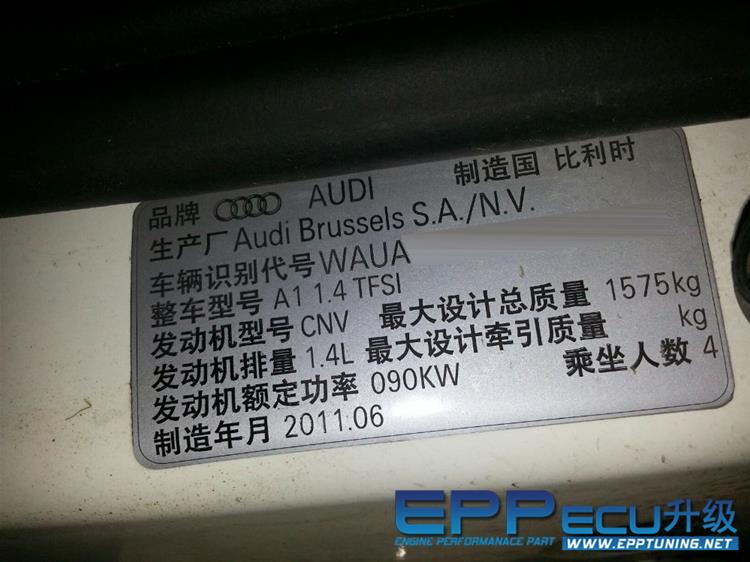 品牌 AUDI 制造国 比利时
生产厂 Audi Brussels S.A./N.V.
车辆识别代号 WAUA
整车型号 A1 1.4 TFSI
发动机型号 CNV 最大设计总质量 1575kg
发动机排量 1.4L 最大设计牵引质量 kg
发动机额定功率 090KW 乘坐人数 4
制造年月 2011.06
EPP ECU升级
ENGINE PERFORMANACE PART WWW.EPPTUNING.NET